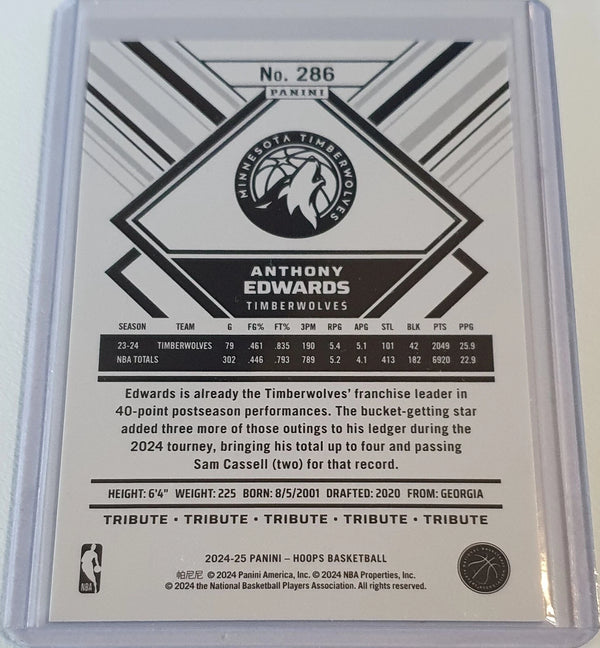 No. 286
PANINI
MINNESOTA TIMBERWOLVES
ANTHONY
EDWARDS
TIMBERWOLVES
SEASON TEAM G FG% FT% 3PM RPG APG STL BLK PTS PPG
23-24 TIMBERWOLVES 79 .461 .835 190 5.4 5.1 101 42 2049 25.9
NBA TOTALS 302 .446 .793 789 5.2 4.1 413 182 6920 22.9
Edwards is already the Timberwolves' franchise leader in
40-point postseason performances. The bucket-getting star
added three more of those outings to his ledger during the
2024 tourney, bringing his total up to four and passing
Sam Cassell (two) for that record.
HEIGHT: 6'4" WEIGHT: 225 BORN: 8/5/2001 DRAFTED: 2020 FROM: GEORGIA
TRIBUTE • TRIBUTE • TRIBUTE • TRIBUTE • TRIBUTE
2024-25 PANINI – HOOPS BASKETBALL
帕尼尼 © 2024 Panini America, Inc. © 2024 NBA Properties, Inc.
© 2024 the National Basketball Players Association. All rights reserved.
NBA